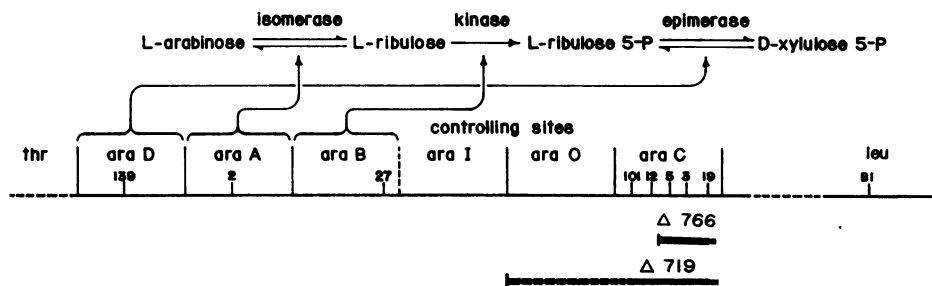 isomerase kinase epimerase
L-arabinose L-ribulose L-ribulose 5-P D-xylulose 5-P
controlling sites
thr ara D ara A ara B ara I ara O ara C leu
139 2 27 101 12 5 3 19 81
Δ 766
Δ 719